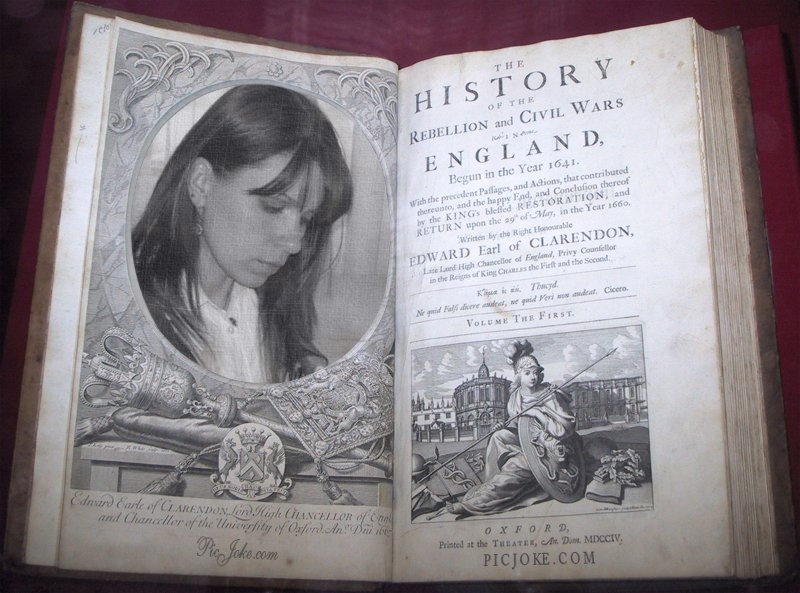 Edward Earle of CLARENDON Lord High CHANCELLOR of Engl
and Chancellor of the University of Oxford. An.º Dni 166
PicJoke.com
THE
HISTORY
OF THE
REBELLION and CIVIL WARS
IN
ENGLAND,
Begun in the Year 1641.
With the precedent Paſſages, and Actions, that contributed
thereunto, and the happy End, and Concluſion thereof
by the KING's bleſſed RESTORATION, and
RETURN upon the 29th of May, in the Year 1660.
Written by the Right Honourable
EDWARD Earl of CLARENDON,
Late Lord High Chancellor of England, Privy Counſellor
in the Reigns of King CHARLES the Firſt and the Second.
Thucyd.
Ne quid Falſi dicere audeat, ne quid Veri non audeat. Cicero.
VOLUME THE FIRST.
OXFORD,
Printed at the THEATER, An. Dom. MDCCIV.
PICJOKE.COM